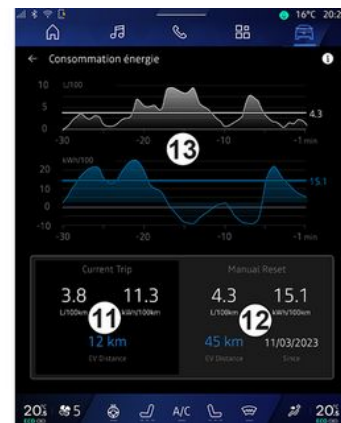 16°C 20:2
← Consommation énergie
10 L/100
5
4.3
0
-30 -20 -10 -1 min
13
kWh/100
20
15.1
10
0
-10
-30 -20 -10 -1 min
Current Trip Manual Reset
3.8 11.3 4.3 15.1
L/100km kWh/100km L/100km kWh/100km
11 12
12 km 45 km 11/03/2023
EV Distance EV Distance Since
20 5 A/C 20